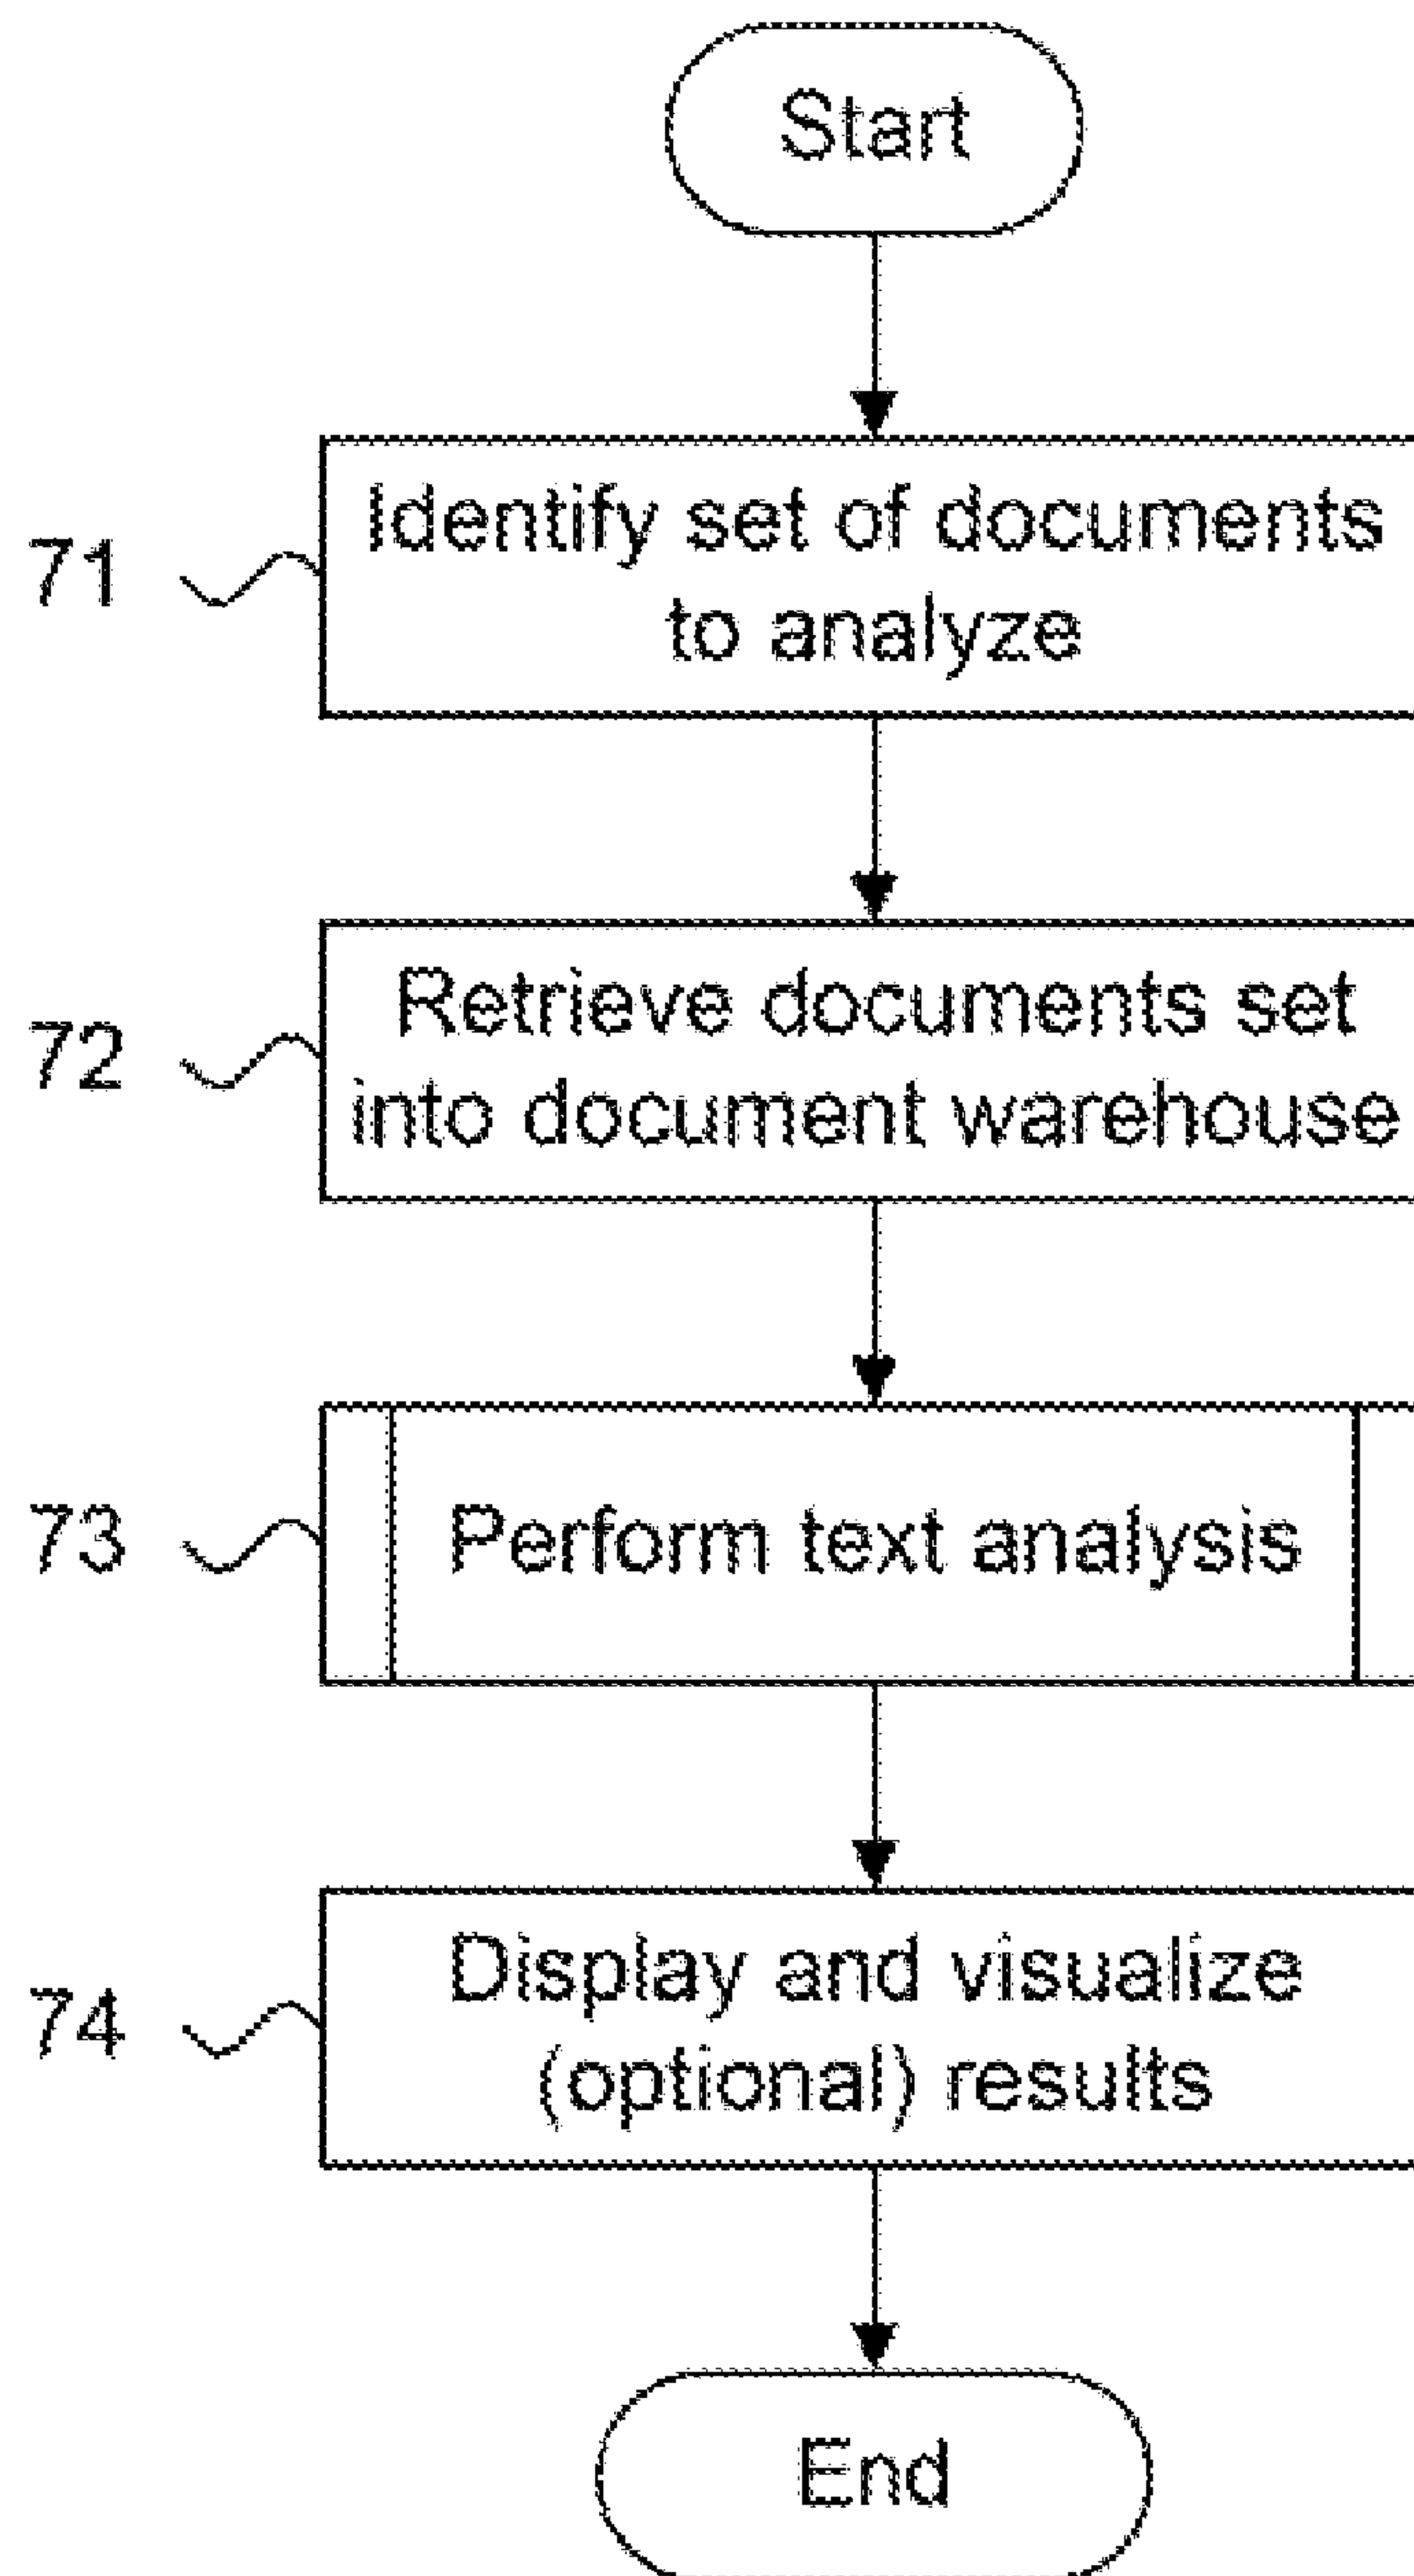 Start
71
Identify set of documents
to analyze
72
Retrieve documents set
into document warehouse
73
Perform text analysis
74
Display and visualize
(optional) results
End